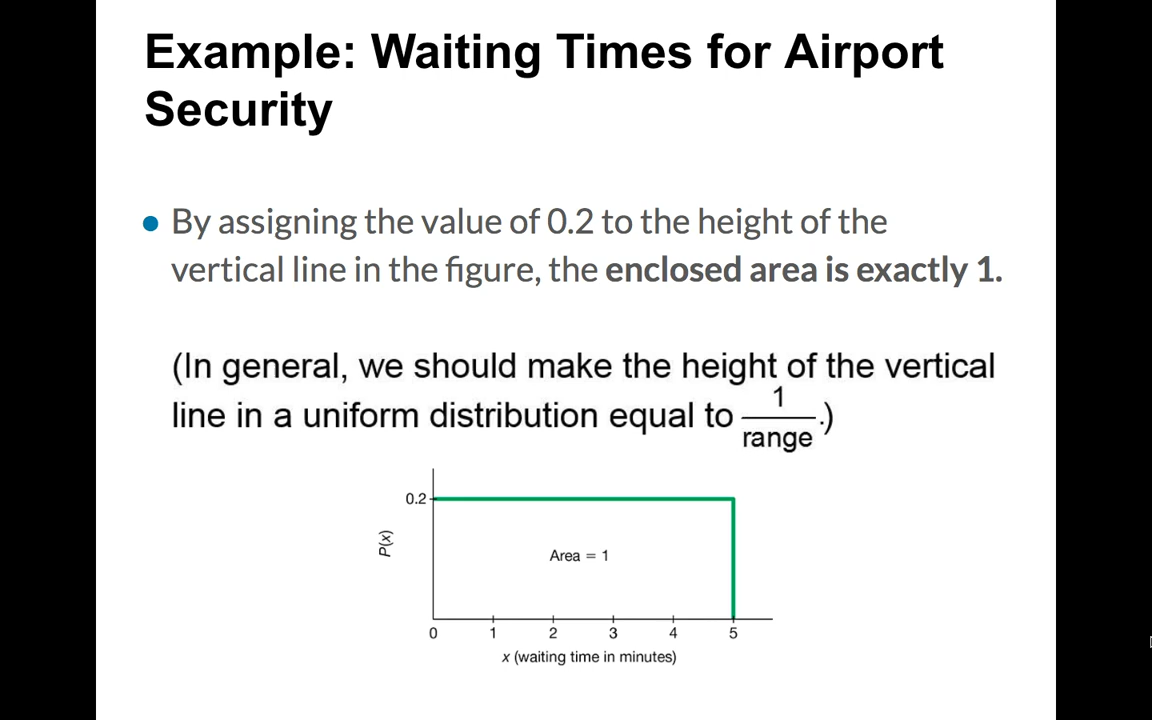 Example: Waiting Times for Airport
Security
• By assigning the value of 0.2 to the height of the
vertical line in the figure, the enclosed area is exactly 1.
(In general, we should make the height of the vertical
line in a uniform distribution equal to 1/range.)
0.2
P(x)
Area = 1
0 1 2 3 4 5
x (waiting time in minutes)